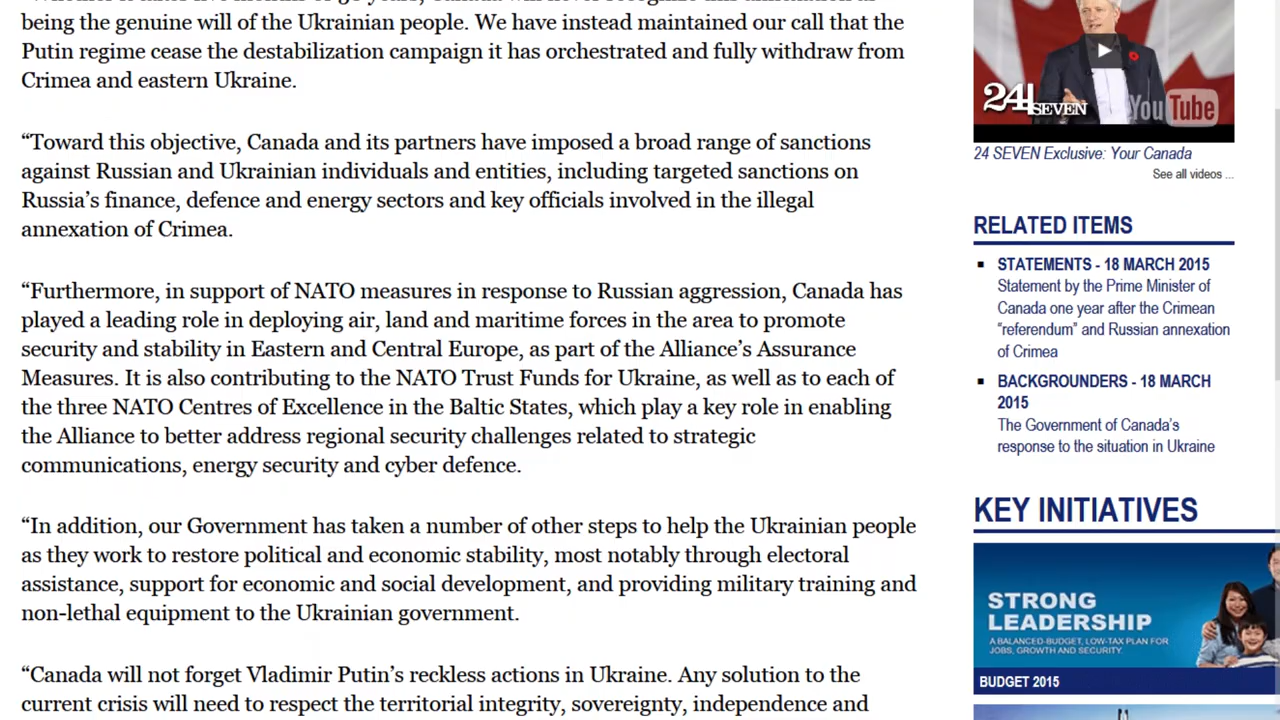 being the genuine will of the Ukrainian people. We have instead maintained our call that the
Putin regime cease the destabilization campaign it has orchestrated and fully withdraw from
Crimea and eastern Ukraine.
“Toward this objective, Canada and its partners have imposed a broad range of sanctions
against Russian and Ukrainian individuals and entities, including targeted sanctions on
Russia’s finance, defence and energy sectors and key officials involved in the illegal
annexation of Crimea.
“Furthermore, in support of NATO measures in response to Russian aggression, Canada has
played a leading role in deploying air, land and maritime forces in the area to promote
security and stability in Eastern and Central Europe, as part of the Alliance’s Assurance
Measures. It is also contributing to the NATO Trust Funds for Ukraine, as well as to each of
the three NATO Centres of Excellence in the Baltic States, which play a key role in enabling
the Alliance to better address regional security challenges related to strategic
communications, energy security and cyber defence.
“In addition, our Government has taken a number of other steps to help the Ukrainian people
as they work to restore political and economic stability, most notably through electoral
assistance, support for economic and social development, and providing military training and
non-lethal equipment to the Ukrainian government.
“Canada will not forget Vladimir Putin’s reckless actions in Ukraine. Any solution to the
current crisis will need to respect the territorial integrity, sovereignty, independence and
24 SEVEN
YouTube
24 SEVEN Exclusive: Your Canada
See all videos ...
RELATED ITEMS
STATEMENTS - 18 MARCH 2015
Statement by the Prime Minister of
Canada one year after the Crimean
“referendum” and Russian annexation
of Crimea
BACKGROUNDERS - 18 MARCH
2015
The Government of Canada’s
response to the situation in Ukraine
KEY INITIATIVES
STRONG
LEADERSHIP
A BALANCED-BUDGET, LOW-TAX PLAN FOR
JOBS, GROWTH AND SECURITY.
BUDGET 2015